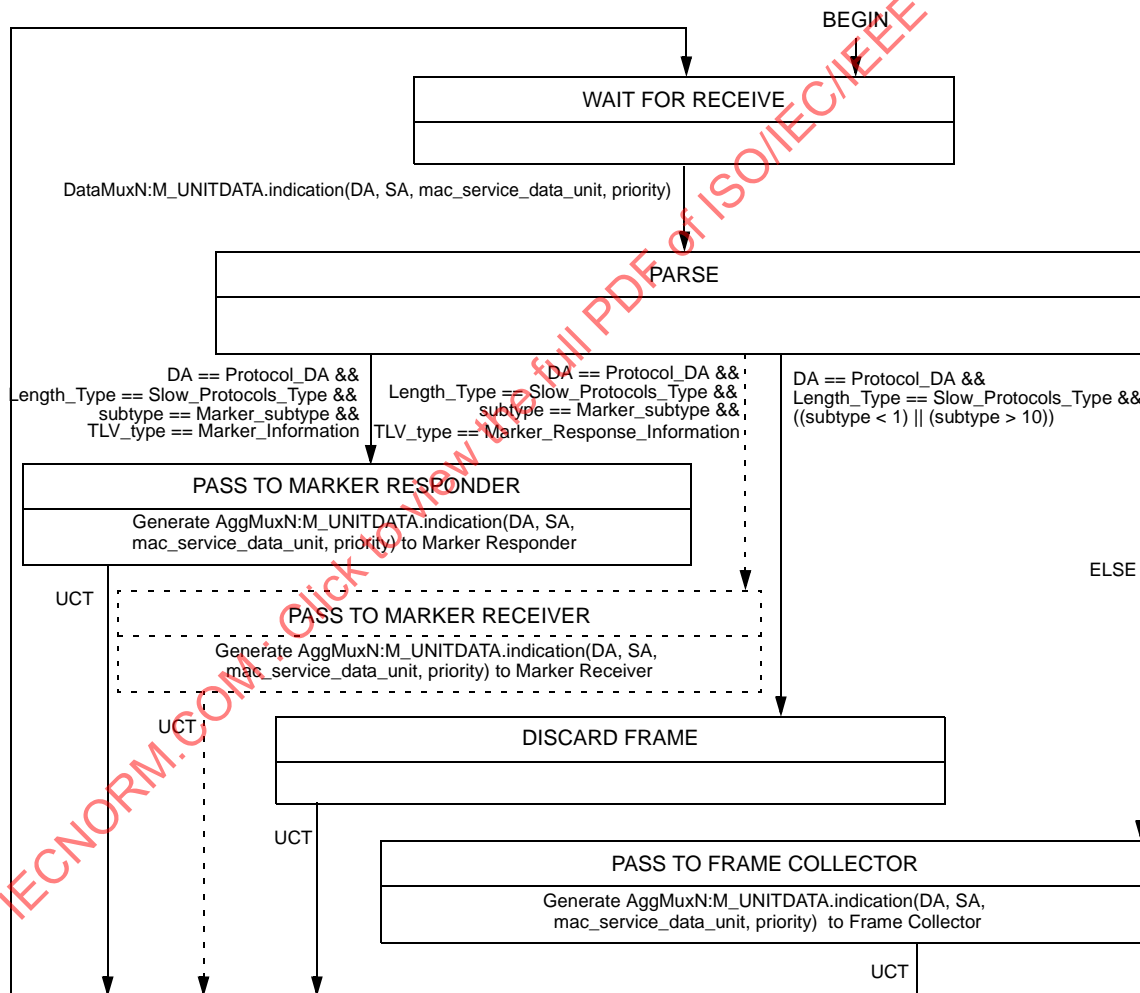 BEGIN
WAIT FOR RECEIVE
DataMuxN:M_UNITDATA.indication(DA, SA, mac_service_data_unit, priority)
PARSE
DA == Protocol_DA &&
Length_Type == Slow_Protocols_Type &&
subtype == Marker_subtype &&
TLV_type == Marker_Information
DA == Protocol_DA &&
Length_Type == Slow_Protocols_Type &&
subtype == Marker_subtype &&
TLV_type == Marker_Response_Information
DA == Protocol_DA &&
Length_Type == Slow_Protocols_Type &&
((subtype < 1) || (subtype > 10))
PASS TO MARKER RESPONDER
Generate AggMuxN:M_UNITDATA.indication(DA, SA,
mac_service_data_unit, priority) to Marker Responder
ELSE
UCT
PASS TO MARKER RECEIVER
Generate AggMuxN:M_UNITDATA.indication(DA, SA,
mac_service_data_unit, priority) to Marker Receiver
UCT
DISCARD FRAME
UCT
PASS TO FRAME COLLECTOR
Generate AggMuxN:M_UNITDATA.indication(DA, SA,
mac_service_data_unit, priority) to Frame Collector
UCT
IECNORM.COM : Click to view the full PDF of ISO/IEC/IEEE